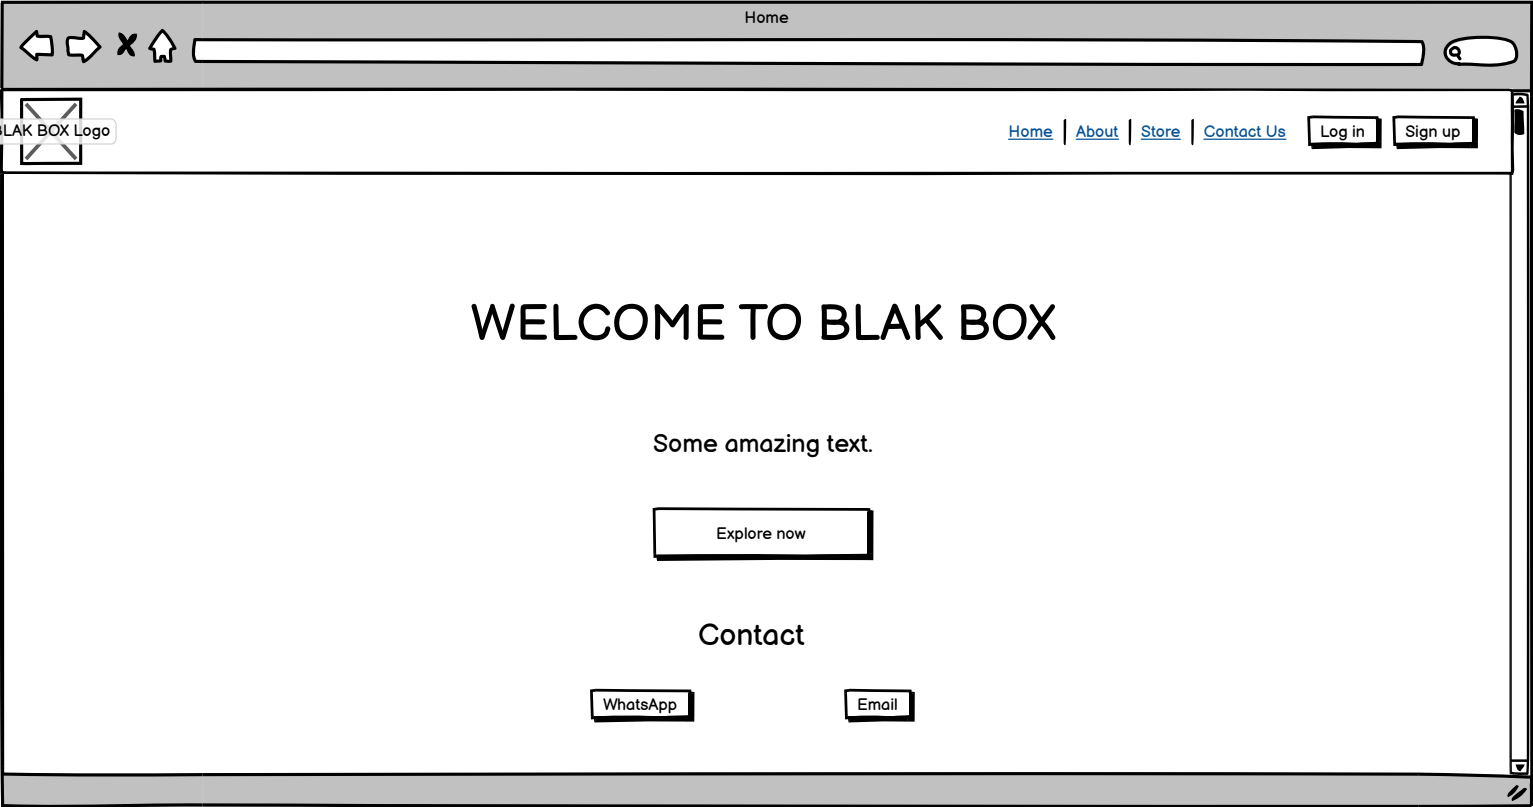 Home
BLAK BOX Logo
Home About Store Contact Us Log in Sign up
WELCOME TO BLAK BOX
Some amazing text.
Explore now
Contact
WhatsApp Email